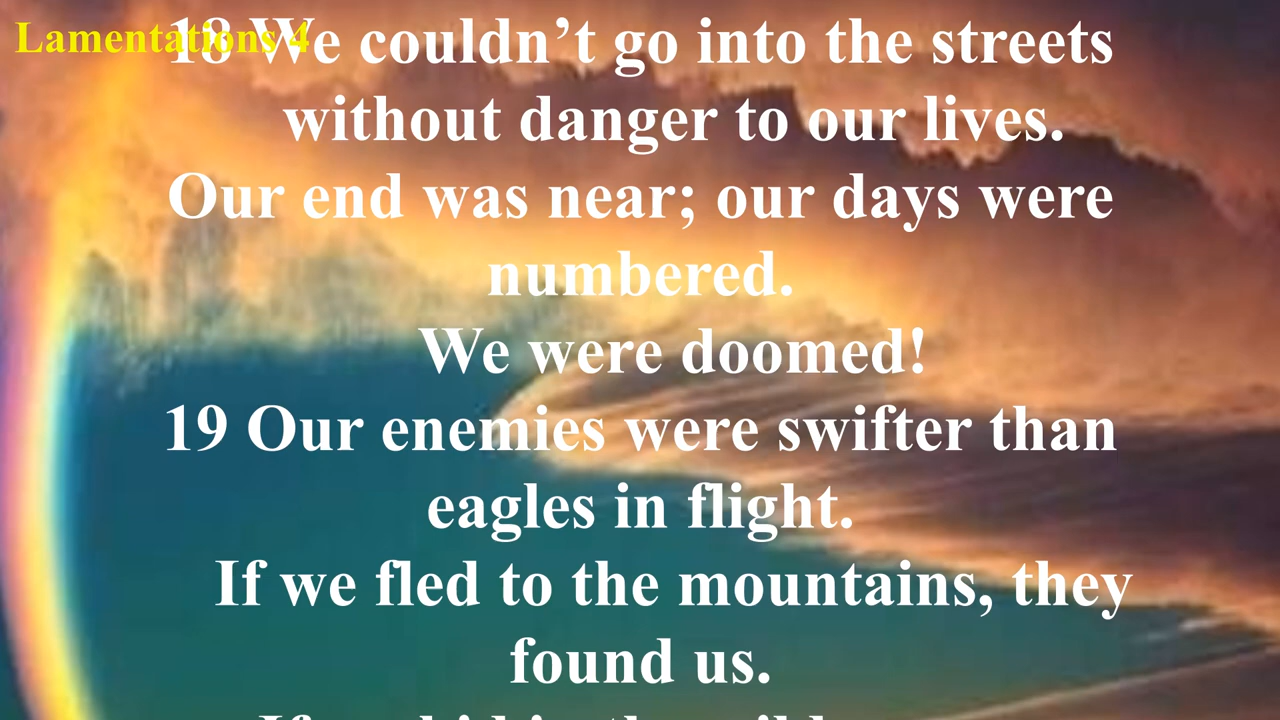 Lamentations 4
18 We couldn’t go into the streets
without danger to our lives.
Our end was near; our days were
numbered.
We were doomed!
19 Our enemies were swifter than
eagles in flight.
If we fled to the mountains, they
found us.